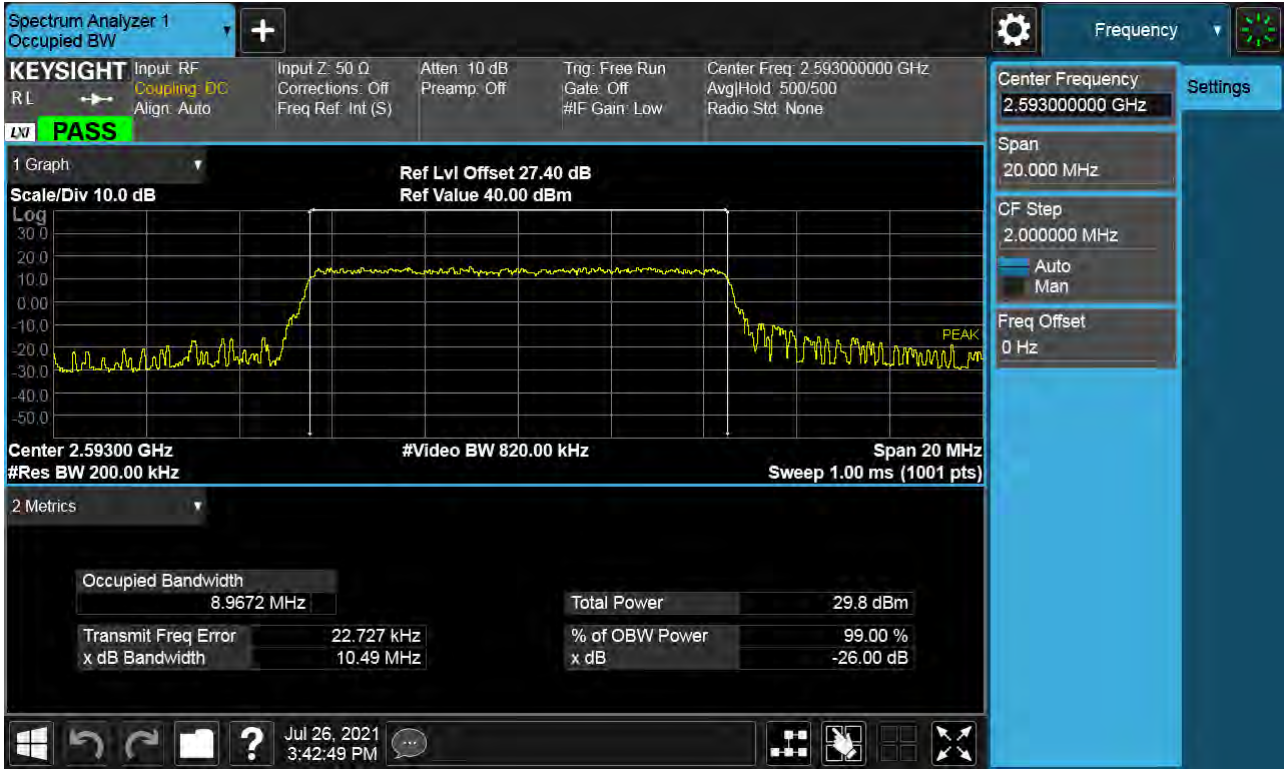 Spectrum Analyzer 1
Occupied BW
Frequency
KEYSIGHT
RL
LXI
PASS
Input: RF
Coupling: DC
Align: Auto
Input Z: 50 Ω
Corrections: Off
Freq Ref: Int (S)
Atten: 10 dB
Preamp: Off
Trig: Free Run
Gate: Off
#IF Gain: Low
Center Freq: 2.593000000 GHz
Avg|Hold: 500/500
Radio Std: None
Center Frequency
2.593000000 GHz
Settings
Span
20.000 MHz
CF Step
2.000000 MHz
Auto
Man
Freq Offset
0 Hz
1 Graph
Ref Lvl Offset 27.40 dB
Scale/Div 10.0 dB
Ref Value 40.00 dBm
Log
30.0
20.0
10.0
0.00
-10.0
-20.0
-30.0
-40.0
-50.0
PEAK
Center 2.59300 GHz
#Video BW 820.00 kHz
Span 20 MHz
#Res BW 200.00 kHz
Sweep 1.00 ms (1001 pts)
2 Metrics
Occupied Bandwidth
8.9672 MHz
Total Power 29.8 dBm
Transmit Freq Error 22.727 kHz
% of OBW Power 99.00 %
x dB Bandwidth 10.49 MHz
x dB -26.00 dB
?
Jul 26, 2021
3:42:49 PM